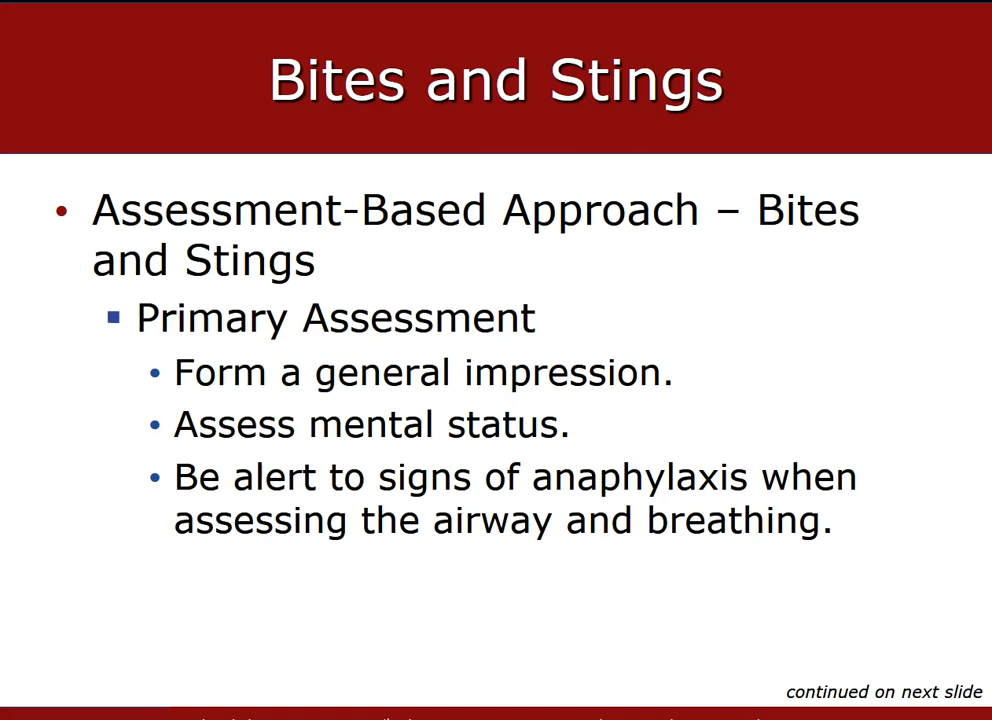 Bites and Stings
• Assessment-Based Approach – Bites
and Stings
▪ Primary Assessment
• Form a general impression.
• Assess mental status.
• Be alert to signs of anaphylaxis when
assessing the airway and breathing.
continued on next slide